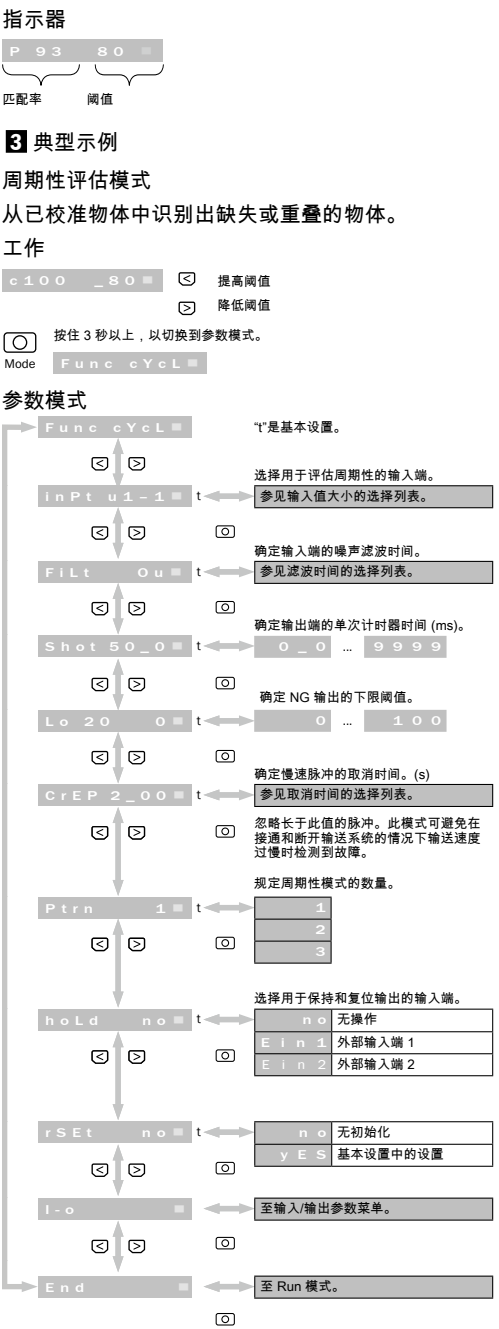 指示器
P 93 80
匹配率 阈值
3 典型示例
周期性评估模式
从已校准物体中识别出缺失或重叠的物体。
工作
c100 _80 < 提高阈值
> 降低阈值
按住 3 秒以上，以切换到参数模式。
Mode Func cYcL
参数模式
Func cYcL “t”是基本设置。
< >
选择用于评估周期性的输入端。
inPt u1-1 t 参见输入值大小的选择列表。
< >
确定输入端的噪声滤波时间。
FiLt 0u t 参见滤波时间的选择列表。
< >
确定输出端的单次计时器时间 (ms)。
Shot 50_0 t 0_0 ... 9999
< >
确定 NG 输出的下限阈值。
Lo 20 0 t 0 ... 100
< >
确定慢速脉冲的取消时间。(s)
CrEP 2_00 t 参见取消时间的选择列表。
< >
忽略长于此值的脉冲。此模式可避免在
接通和断开输送系统的情况下输送速度
过慢时检测到故障。
规定周期性模式的数量。
Ptrn 1 t 1
2
< >
3
选择用于保持和复位输出的输入端。
hoLd no t no 无操作
Ein1 外部输入端 1
< >
Ein2 外部输入端 2
rSEt no t no 无初始化
yES 基本设置中的设置
< >
I-o 至输入/输出参数菜单。
< >
End 至 Run 模式。